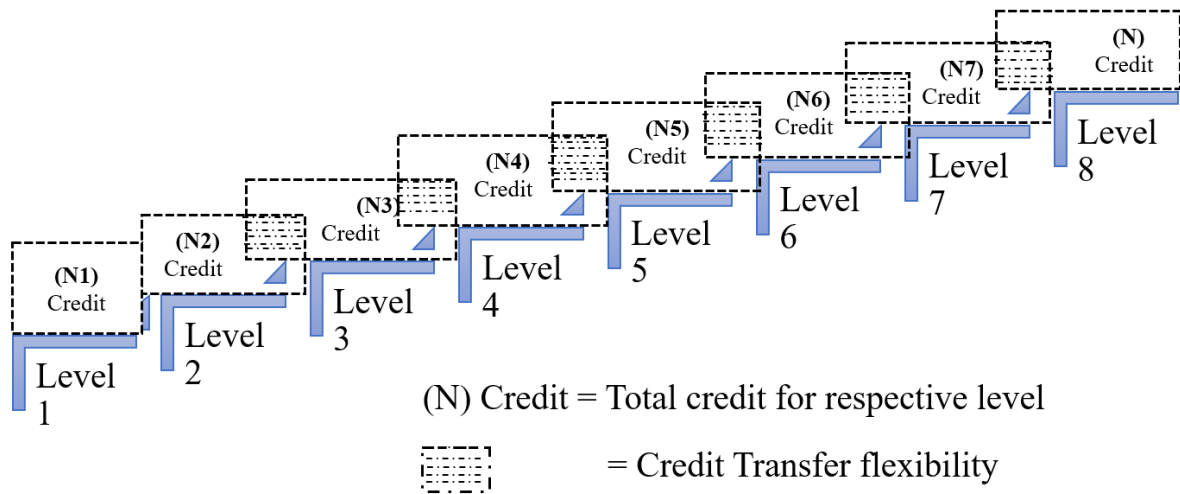 (N1)
Credit
Level
1
(N2)
Credit
Level
2
(N3)
Credit
Level
3
(N4)
Credit
Level
4
(N5)
Credit
Level
5
(N6)
Credit
Level
6
(N7)
Credit
Level
7
(N)
Credit
Level
8
(N) Credit = Total credit for respective level
= Credit Transfer flexibility